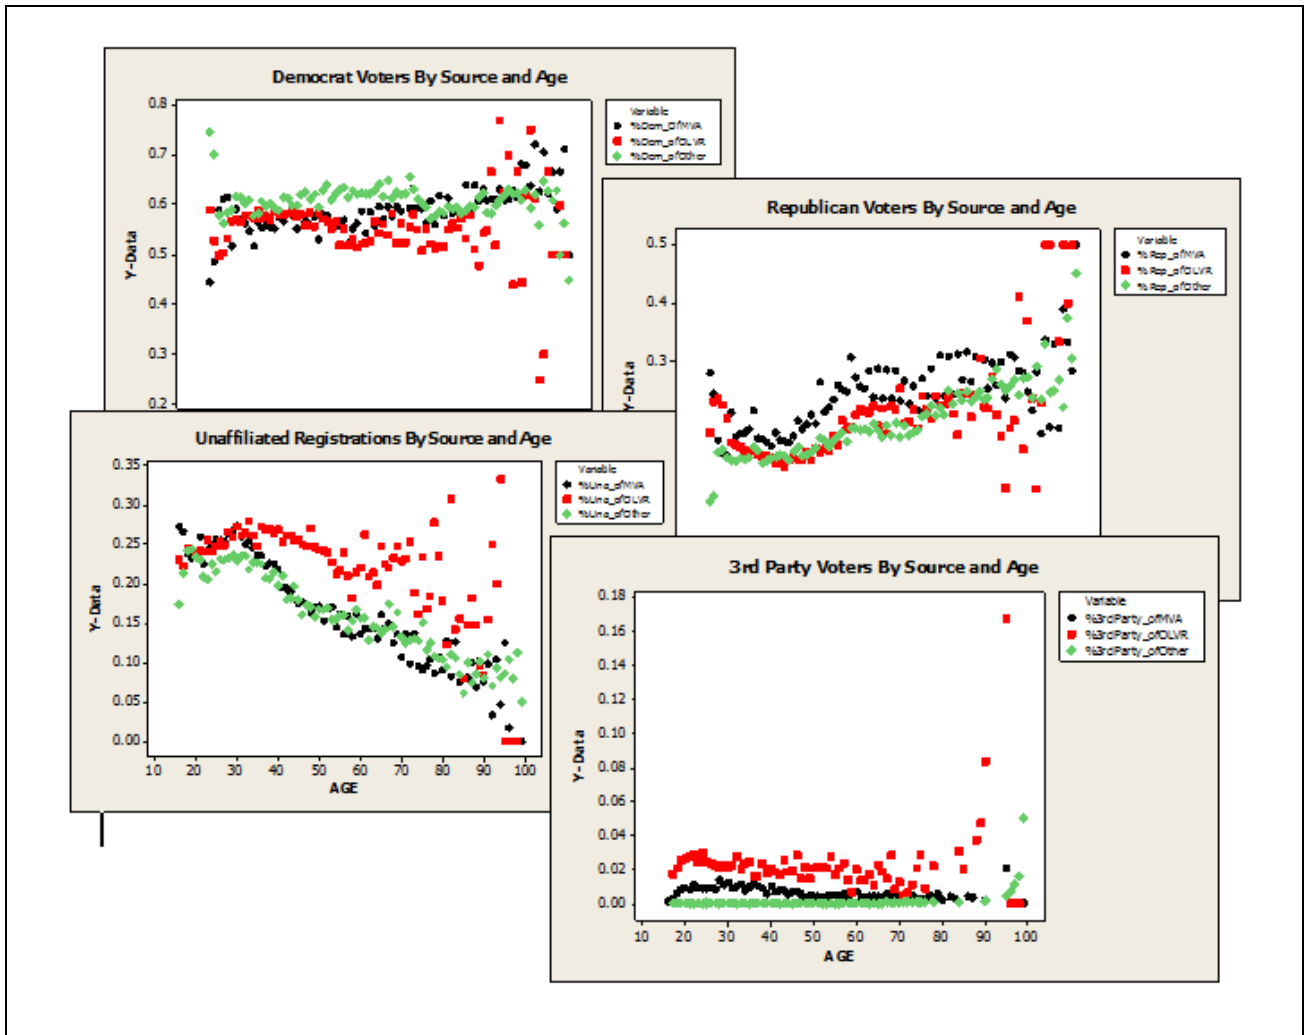 Democrat Voters By Source and Age
0.8
0.7
0.6
0.5
0.4
0.3
0.2
Y-Data
Variable
%Dem_OfMVA
%Dem_ofOLVR
%Dem_ofOther
Republican Voters By Source and Age
0.5
0.4
0.3
Y-Data
Variable
%Rep_ofMVA
%Rep_ofOLVR
%Rep_ofOther
Unaffiliated Registrations By Source and Age
0.35
0.30
0.25
0.20
0.15
0.10
0.05
0.00
Y-Data
10 20 30 40 50 60 70 80 90 100
AGE
Variable
%Una_ofMVA
%Una_ofOLVR
%Una_ofOther
3rd Party Voters By Source and Age
0.18
0.16
0.14
0.12
0.10
0.08
0.06
0.04
0.02
0.00
Y-Data
10 20 30 40 50 60 70 80 90 100
AGE
Variable
%3rdParty_ofMVA
%3rdParty_ofOLVR
%3rdParty_ofOther